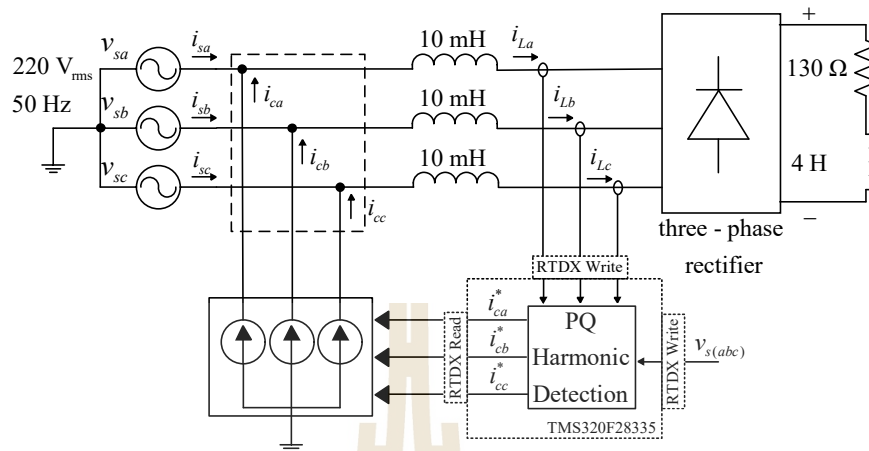 v_sa
i_sa
10 mH
i_La
+
220 V_rms
50 Hz
130 Ω
i_ca
v_sb
i_sb
10 mH
i_Lb
i_cb
v_sc
i_sc
10 mH
i_Lc
4 H
i_cc
−
three - phase
rectifier
RTDX Write
i*_ca
i*_cb
i*_cc
RTDX Read
PQ
Harmonic
Detection
RTDX Write
v_s(abc)
TMS320F28335